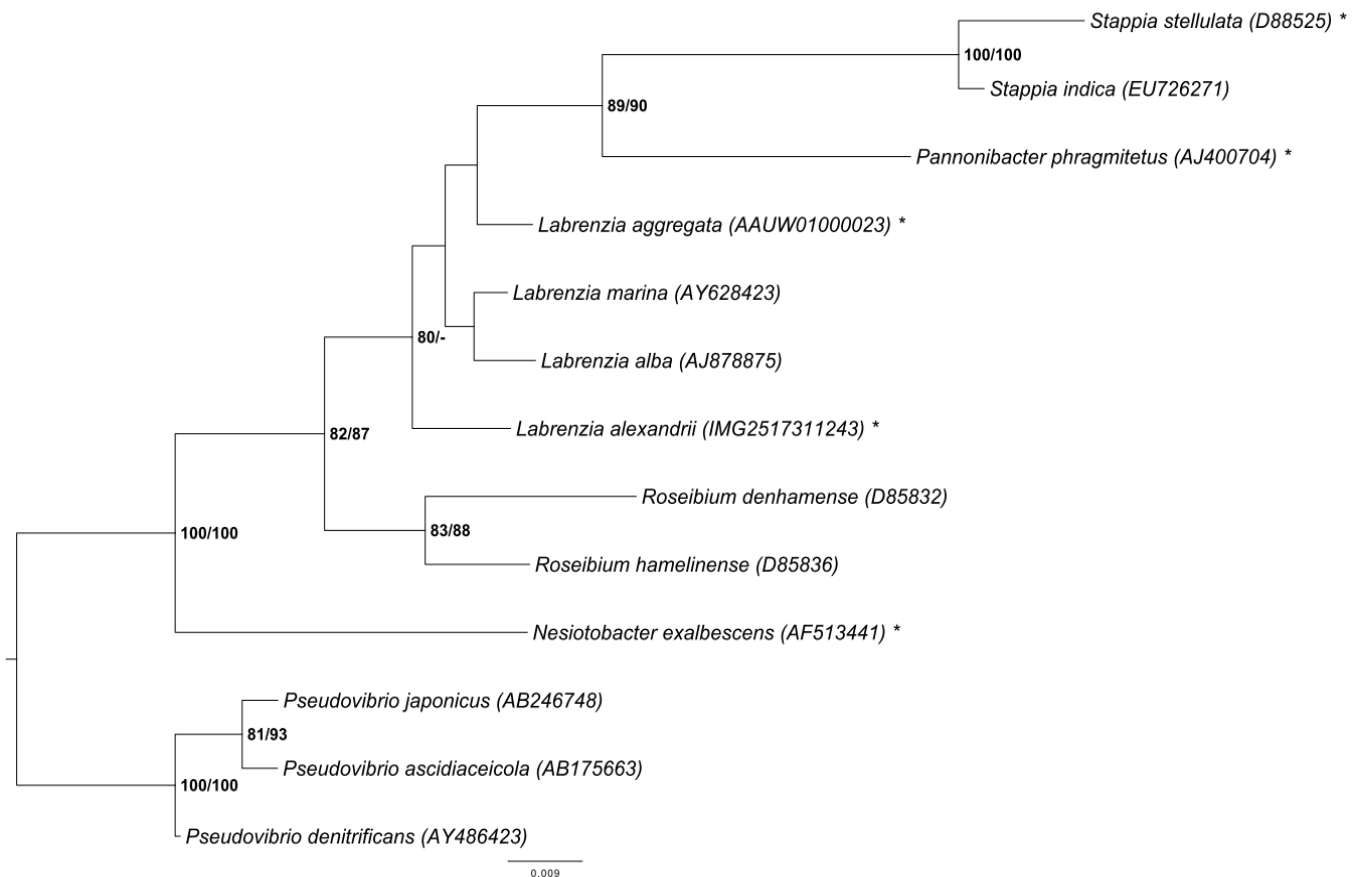 Stappia stellulata (D88525) *
100/100
Stappia indica (EU726271)
89/90
Pannonibacter phragmitetus (AJ400704) *
Labrenzia aggregata (AAUW01000023) *
Labrenzia marina (AY628423)
80/-
Labrenzia alba (AJ878875)
Labrenzia alexandrii (IMG2517311243) *
82/87
Roseibium denhamense (D85832)
83/88
100/100
Roseibium hamelinense (D85836)
Nesiotobacter exalbescens (AF513441) *
Pseudovibrio japonicus (AB246748)
81/93
Pseudovibrio ascidiaceicola (AB175663)
100/100
Pseudovibrio denitrificans (AY486423)
0.009